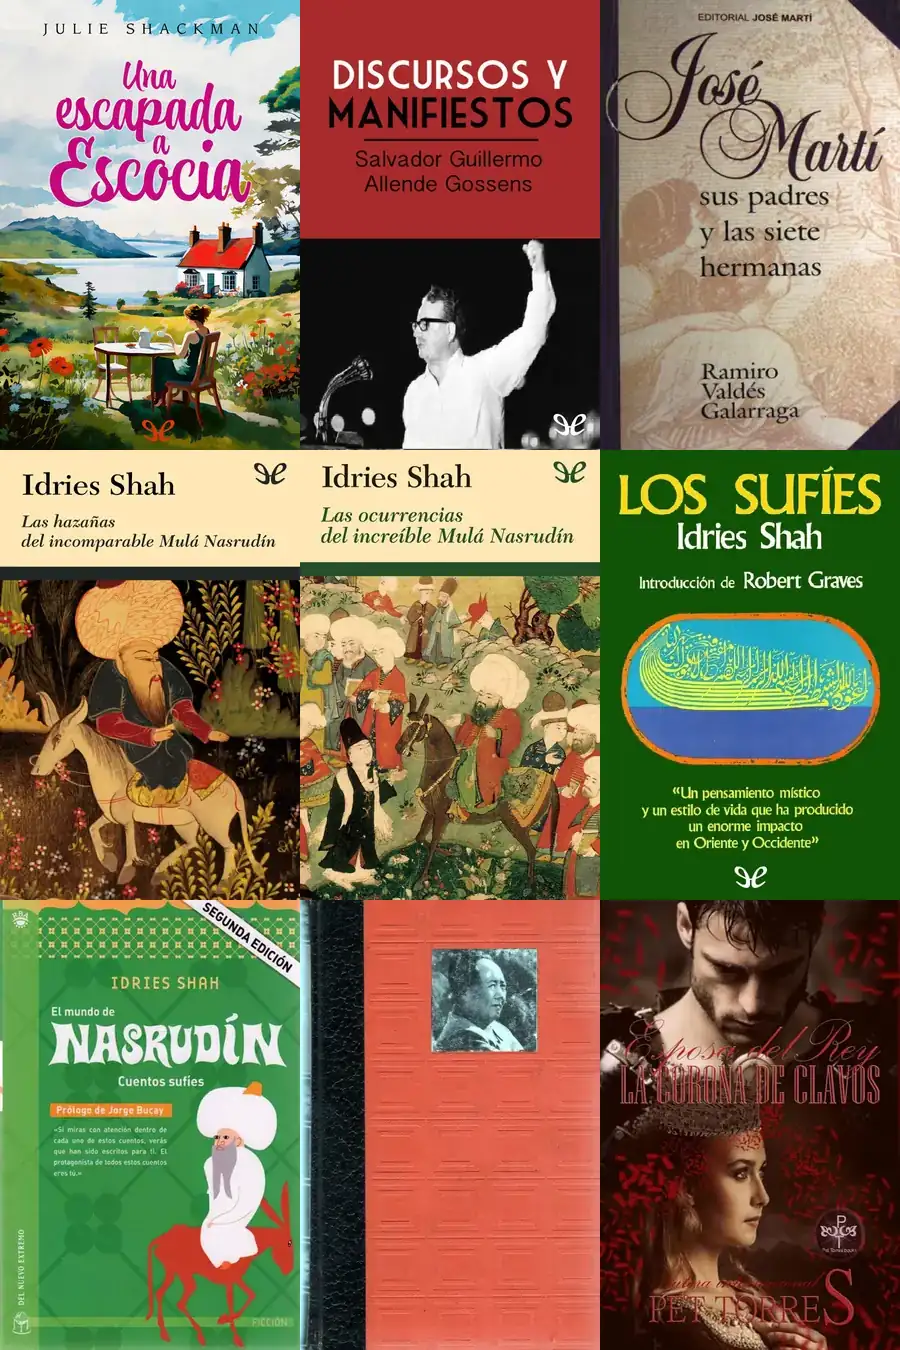 JULIE SHACKMAN
Una
escapada
a
Escocia
DISCURSOS Y
MANIFIESTOS
Salvador Guillermo
Allende Gossens
EDITORIAL JOSÉ MARTÍ
José
Martí
sus padres
y las siete
hermanas
Ramiro
Valdés
Galarraga
Idries Shah
Las hazañas
del incomparable Mulá Nasrudín
Idries Shah
Las ocurrencias
del increíble Mulá Nasrudín
LOS SUFÍES
Idries Shah
Introducción de Robert Graves
«Un pensamiento místico
y un estilo de vida que ha producido
un enorme impacto
en Oriente y Occidente»
SEGUNDA EDICIÓN
IDRIES SHAH
El mundo de
NASRUDÍN
Cuentos sufíes
Prólogo de Jorge Bucay
«Si miras con atención dentro de
cada uno de estos cuentos, verás
que han sido escritos para ti. El
protagonista de todos estos cuentos
eres tú.»
DEL NUEVO EXTREMO
FICCIÓN
Esposa del Rey
LA CORONA DE CLAVOS
PT
Pet Torres books
PET TORRES